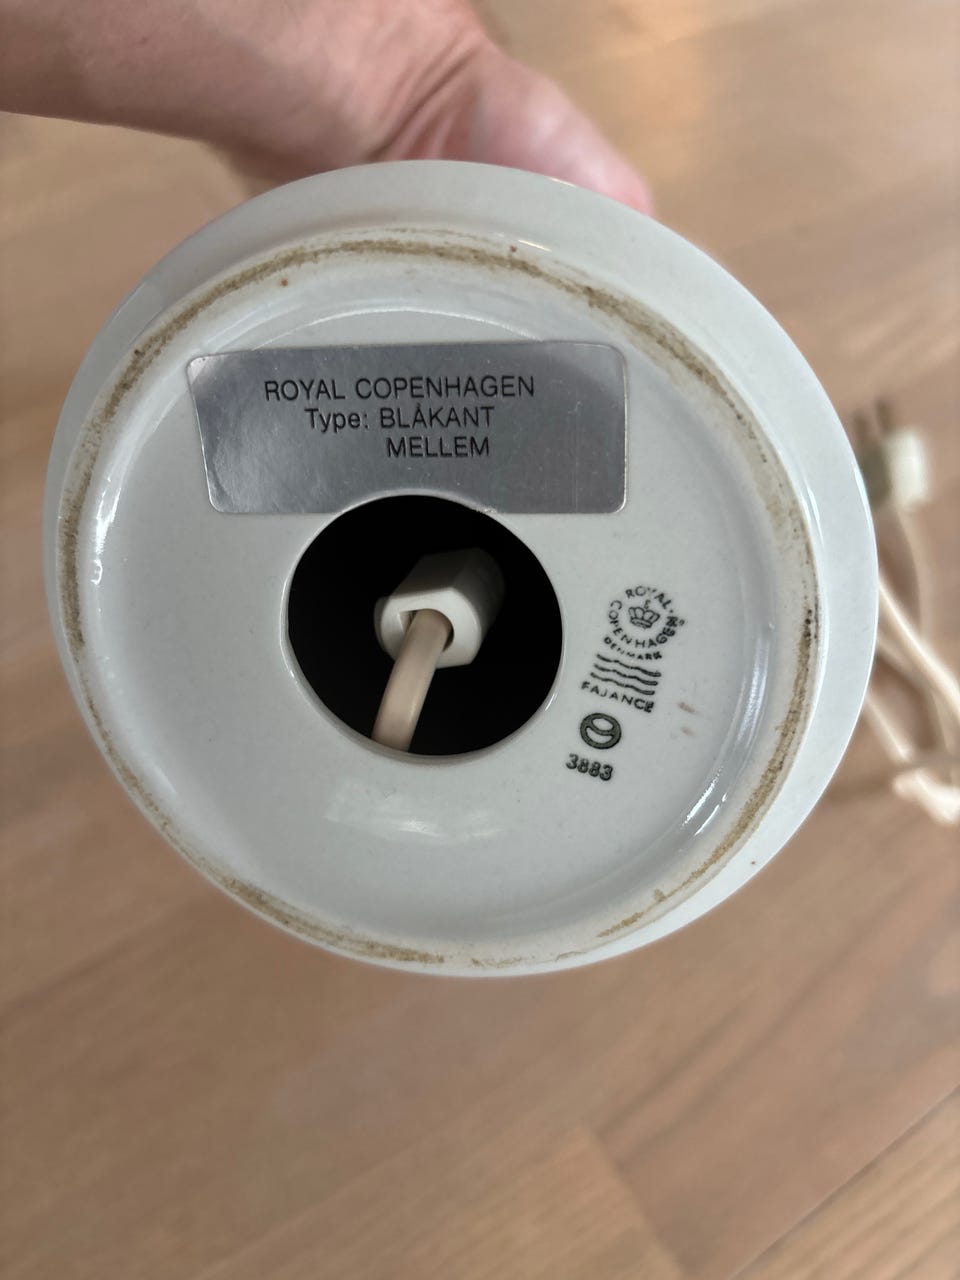 ROYAL COPENHAGEN
Type: BLÅKANT
MELLEM
ROYAL COPENHAGEN
DENMARK
FAJANCE
3883